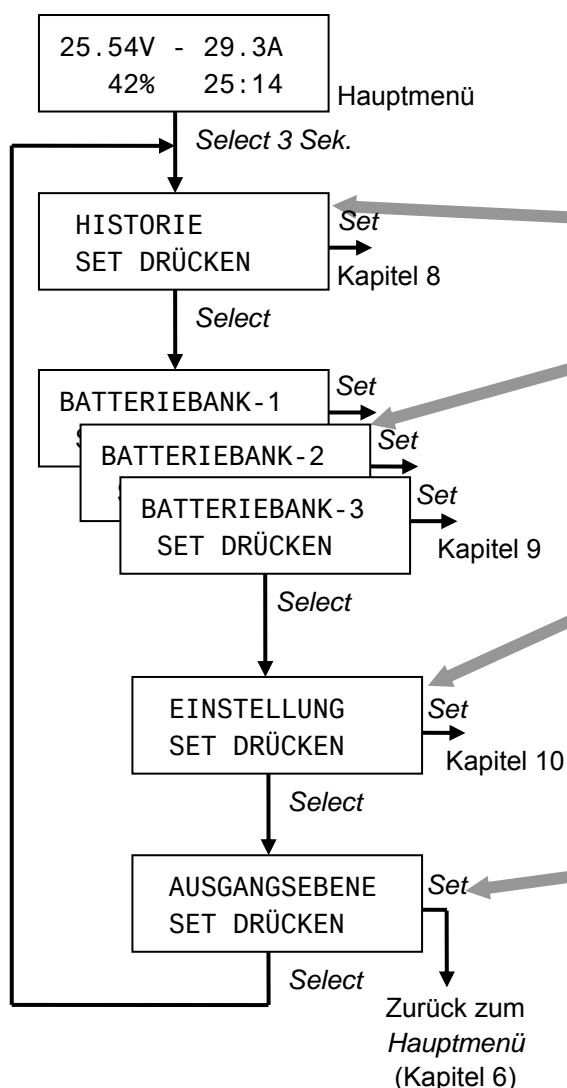 25.54V - 29.3A
42% 25:14
Hauptmenü
Select 3 Sek.
HISTORIE
SET DRÜCKEN
Set
Kapitel 8
Select
BATTERIEBANK-1
Set
BATTERIEBANK-2
Set
BATTERIEBANK-3
SET DRÜCKEN
Set
Kapitel 9
Select
EINSTELLUNG
SET DRÜCKEN
Set
Kapitel 10
Select
AUSGANGSEBENE
SET DRÜCKEN
Set
Select
Zurück zum
Hauptmenü
(Kapitel 6)